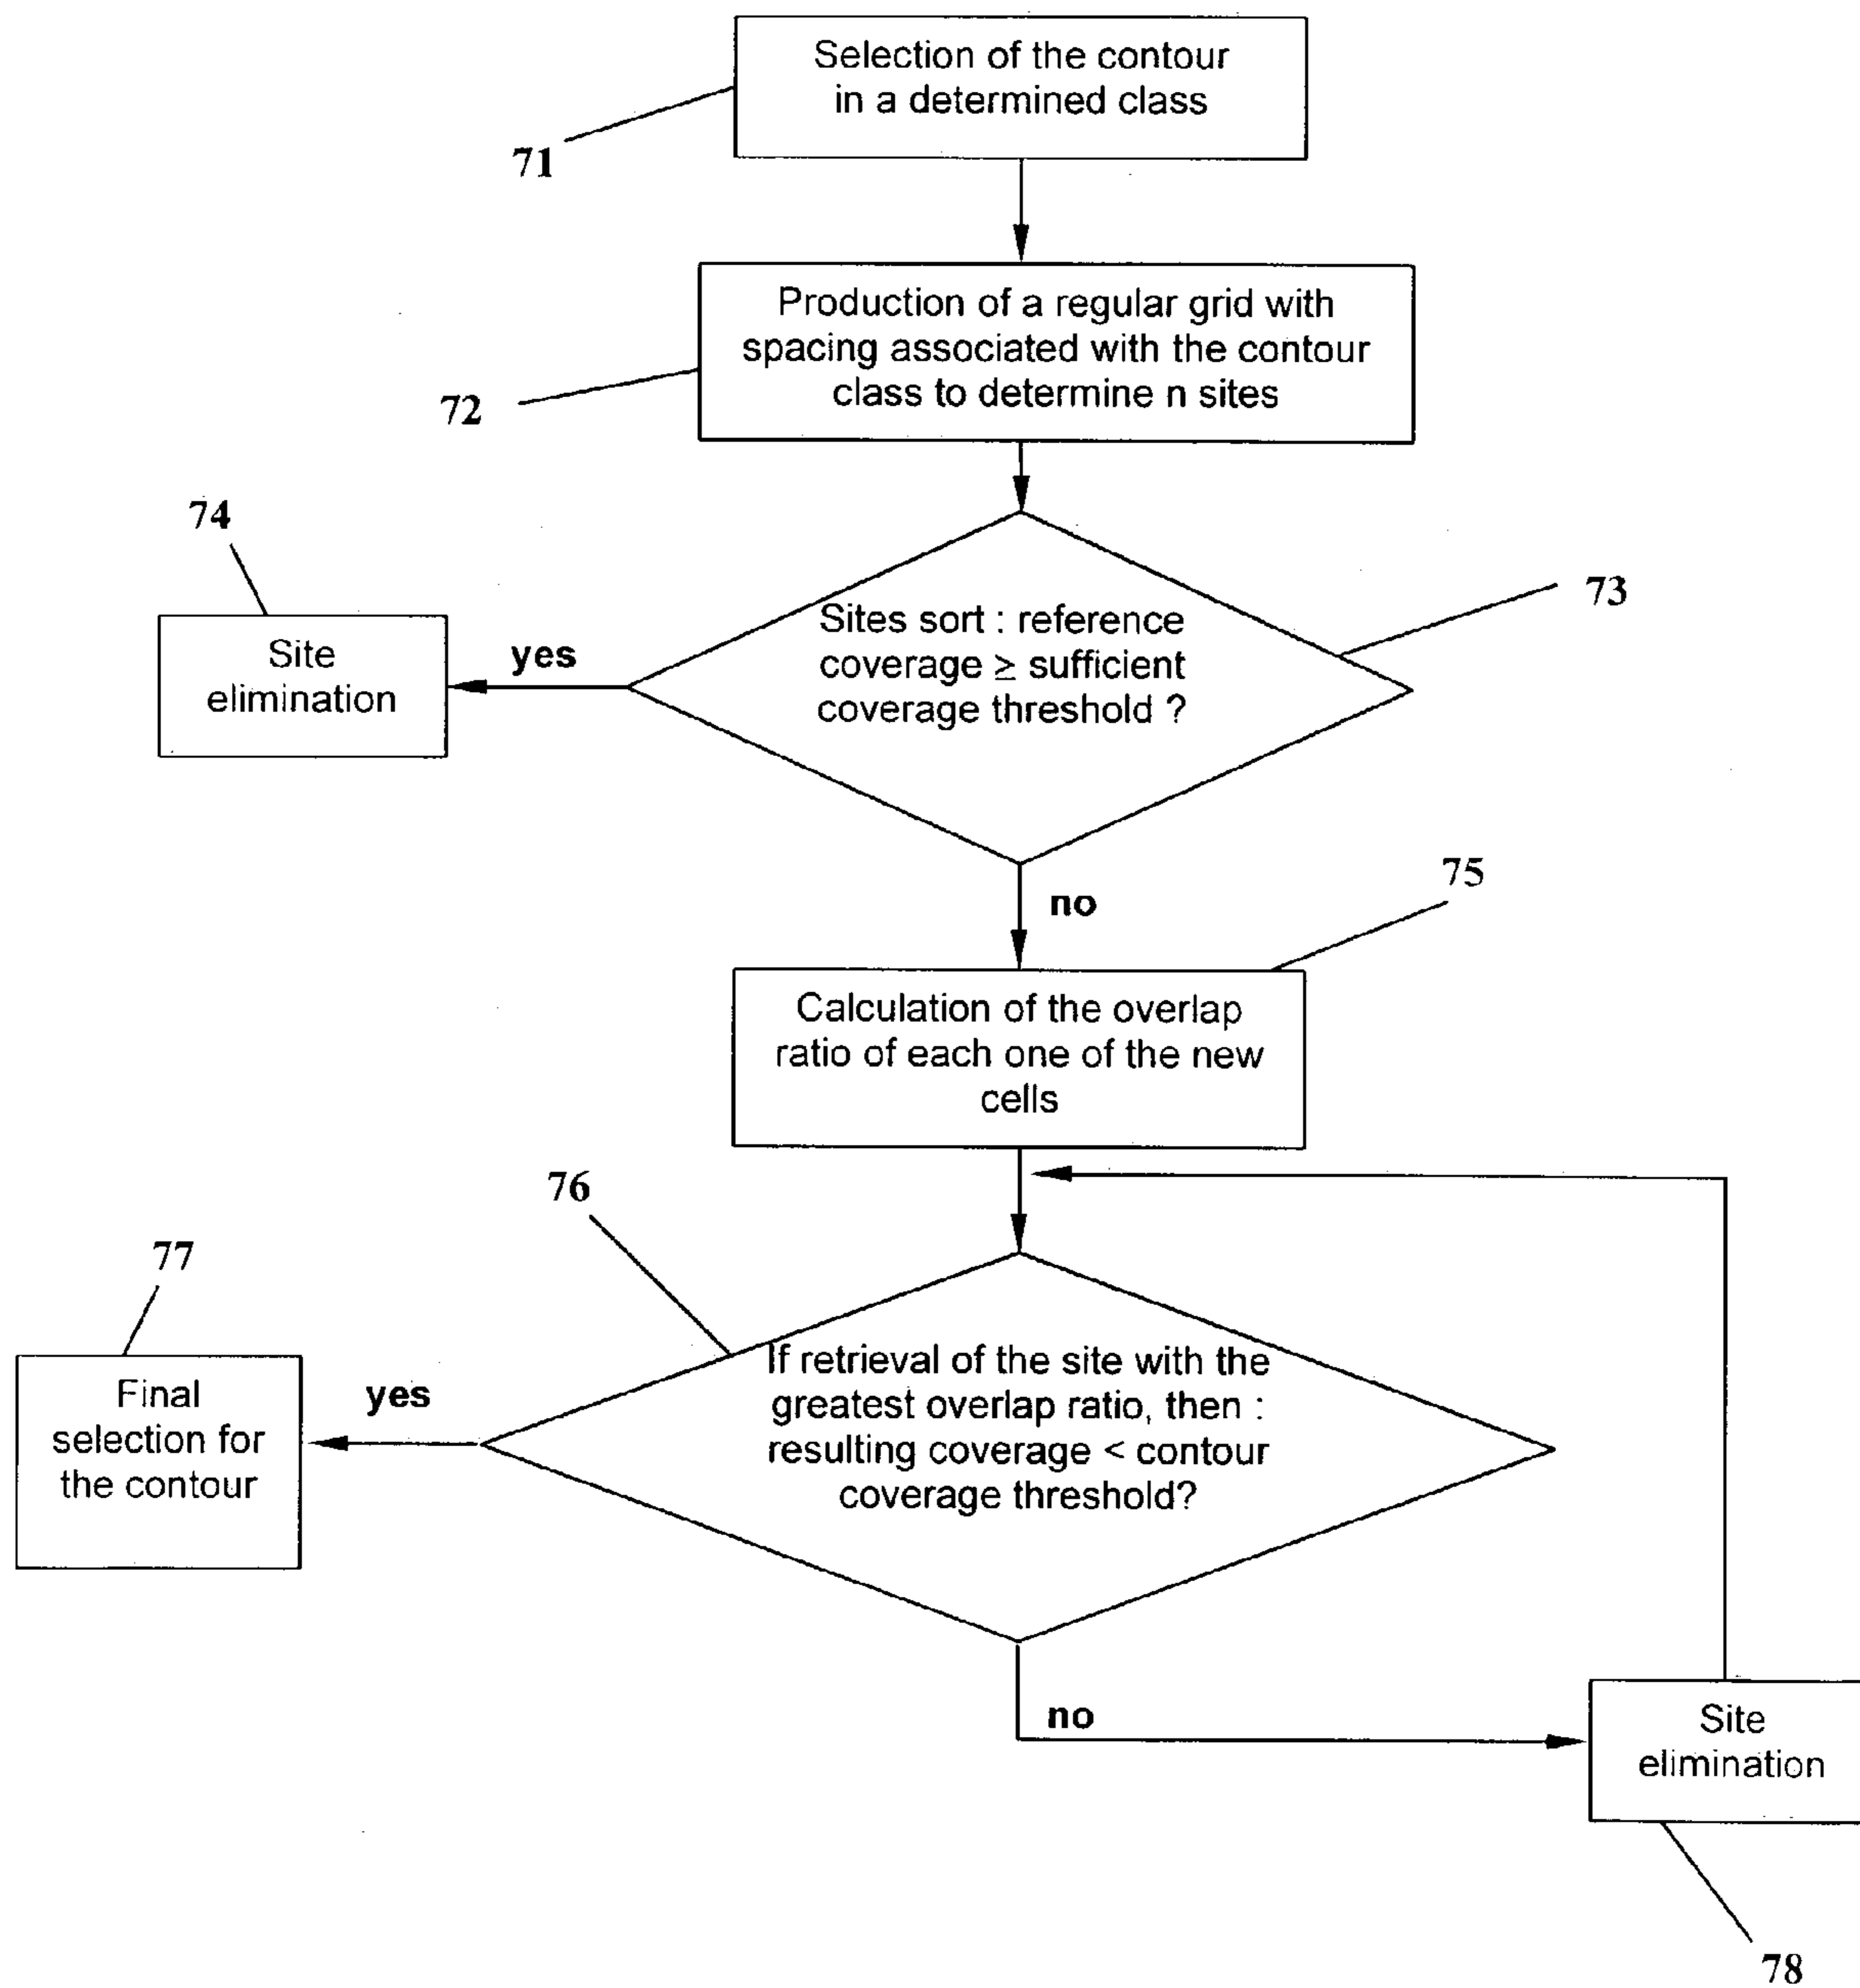 Selection of the contour
in a determined class
71
Production of a regular grid with
spacing associated with the contour
class to determine n sites
72
74
73
Sites sort : reference
coverage ≥ sufficient
coverage threshold ?
yes
Site
elimination
no
75
Calculation of the overlap
ratio of each one of the new
cells
76
77
If retrieval of the site with the
greatest overlap ratio, then :
resulting coverage < contour
coverage threshold?
yes
Final
selection for
the contour
no
Site
elimination
78